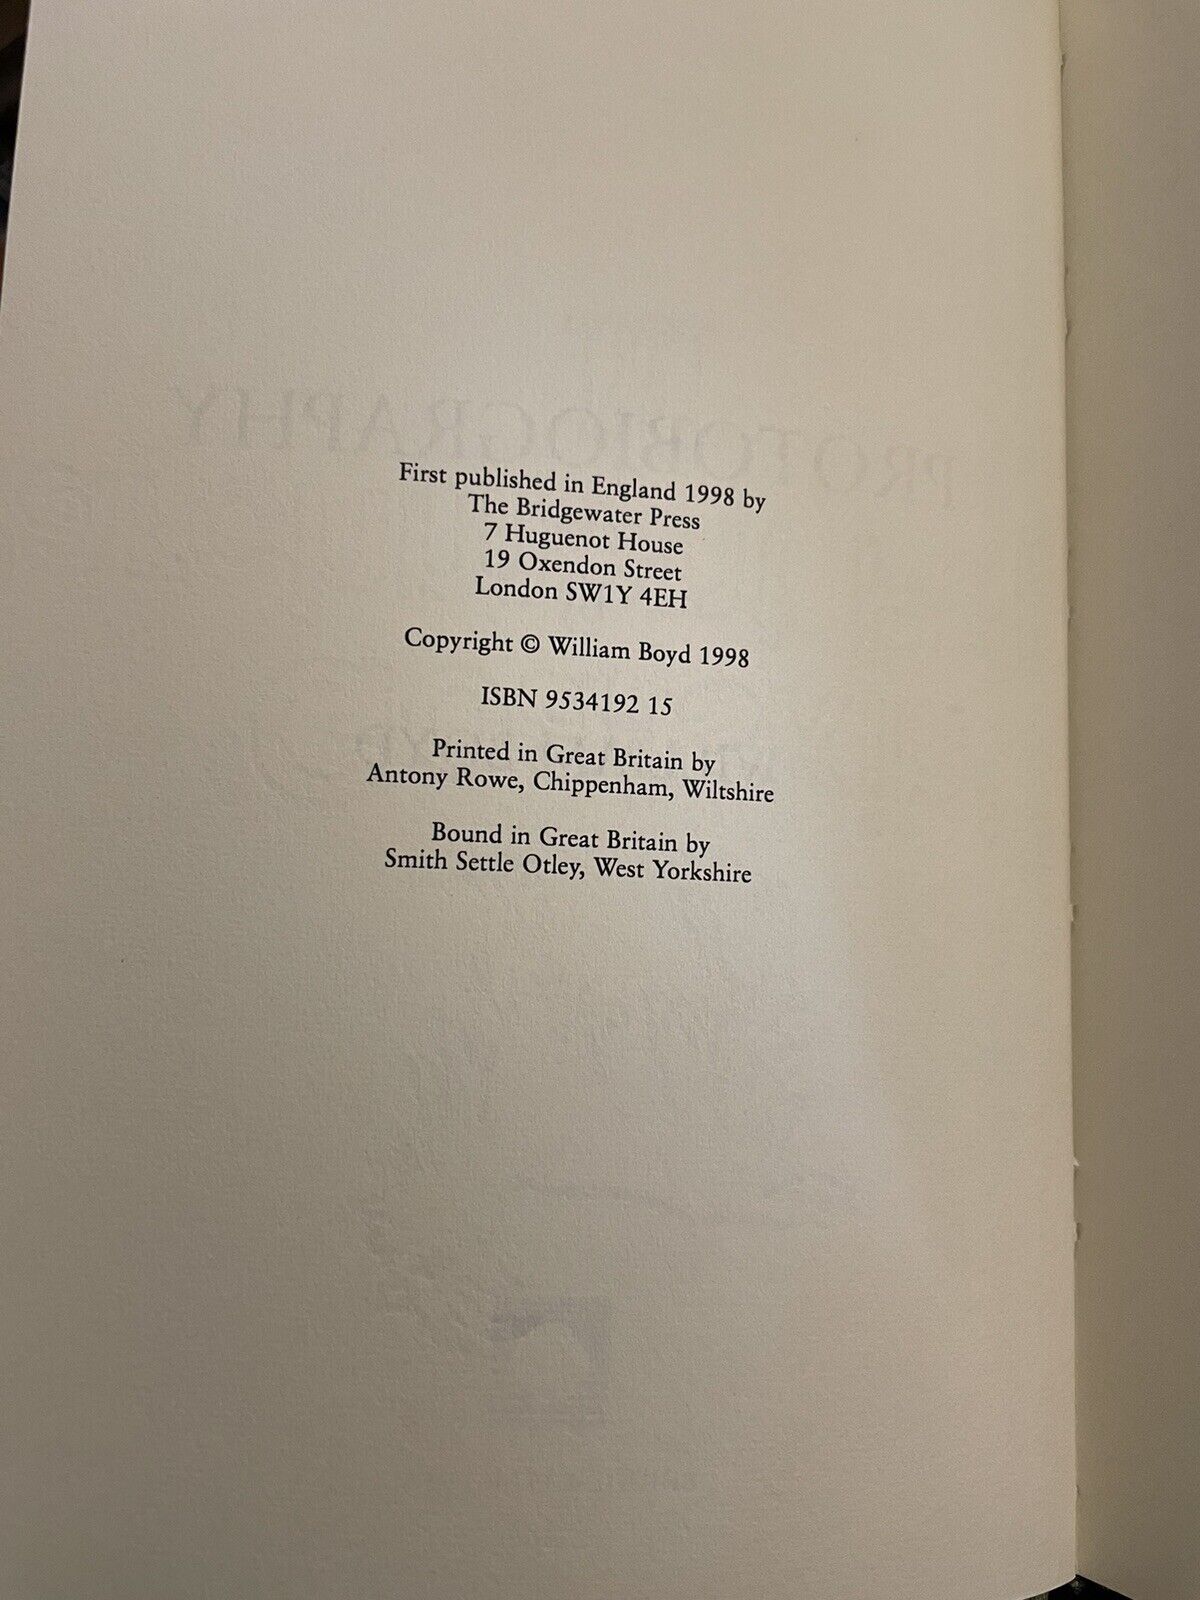 First published in England 1998 by
The Bridgewater Press
7 Huguenot House
19 Oxendon Street
London SW1Y 4EH
Copyright © William Boyd 1998
ISBN 9534192 15
Printed in Great Britain by
Antony Rowe, Chippenham, Wiltshire
Bound in Great Britain by
Smith Settle Otley, West Yorkshire